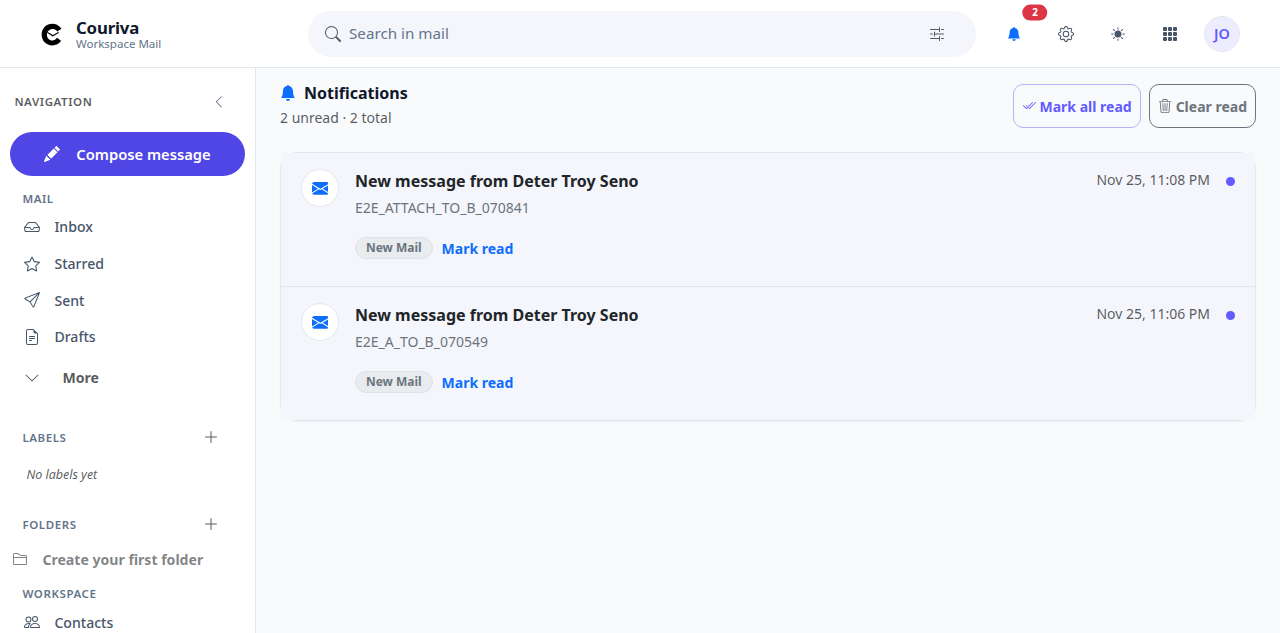 Couriva
Workspace Mail
Search in mail
2
JO
NAVIGATION
Compose message
MAIL
Inbox
Starred
Sent
Drafts
More
LABELS
No labels yet
FOLDERS
Create your first folder
WORKSPACE
Contacts
Notifications
2 unread · 2 total
Mark all read
Clear read
New message from Deter Troy Seno
Nov 25, 11:08 PM
E2E_ATTACH_TO_B_070841
New Mail Mark read
New message from Deter Troy Seno
Nov 25, 11:06 PM
E2E_A_TO_B_070549
New Mail Mark read